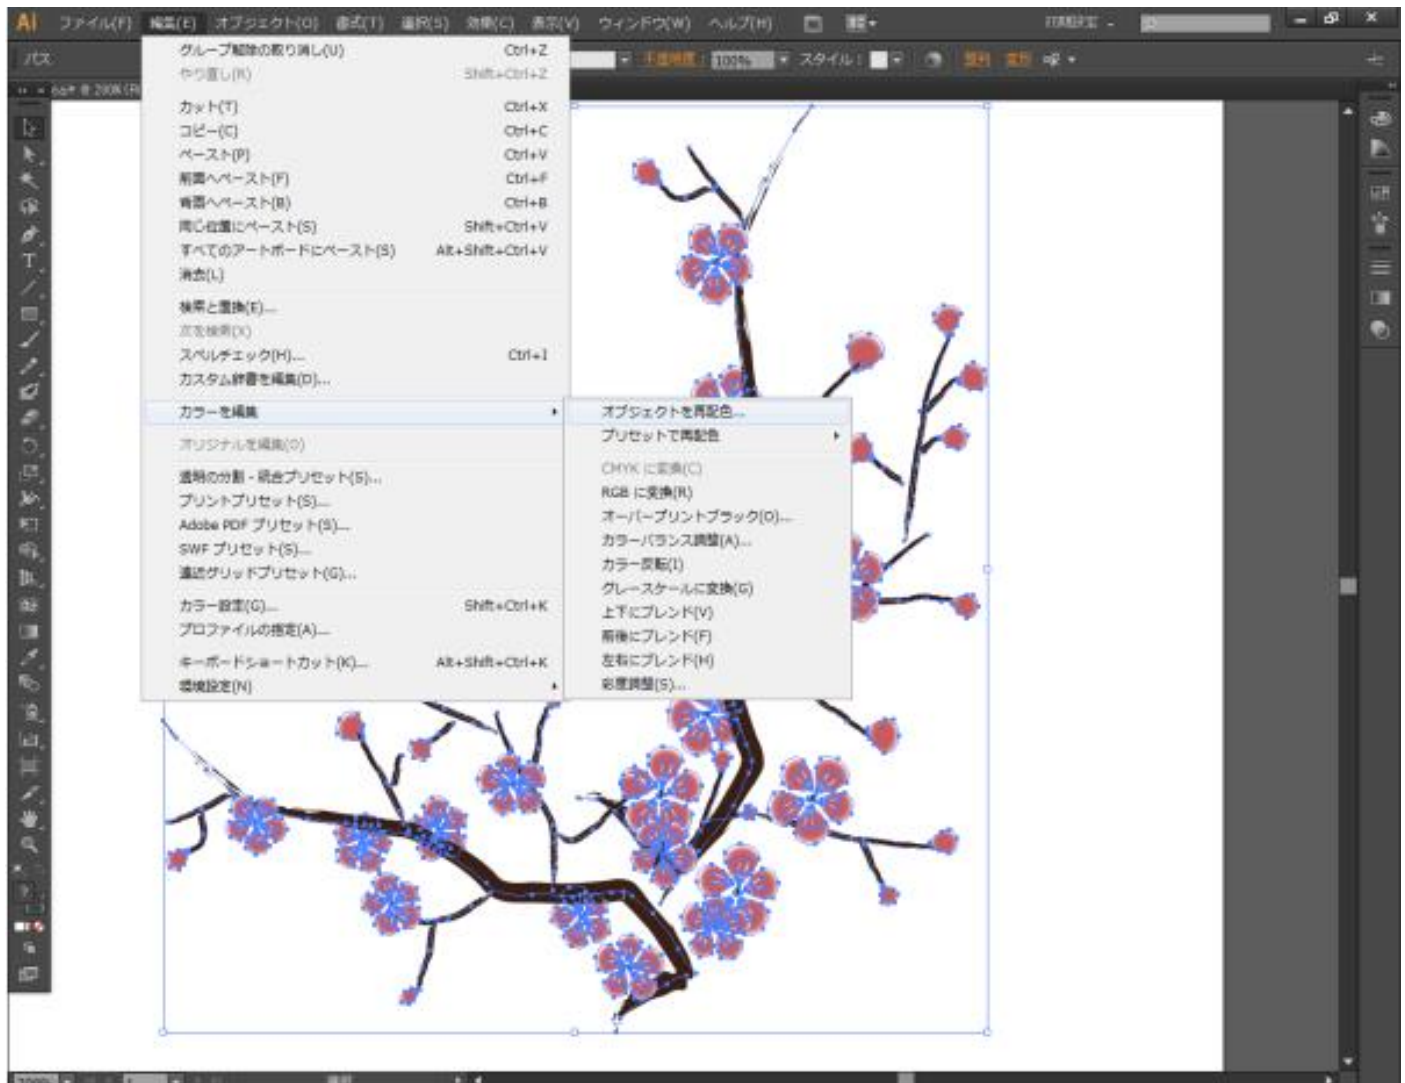 Ai ファイル(F) 編集(E) オブジェクト(O) 書式(T) 選択(S) 効果(C) 表示(V) ウィンドウ(W) ヘルプ(H)
パス
不透明度: 100% スタイル:
グループ解除の取り消し(U) Ctrl+Z
やり直し(R) Shift+Ctrl+Z
カット(T) Ctrl+X
コピー(C) Ctrl+C
ペースト(P) Ctrl+V
前面へペースト(F) Ctrl+F
背面へペースト(B) Ctrl+B
同じ位置にペースト(S) Shift+Ctrl+V
すべてのアートボードにペースト(S) Alt+Shift+Ctrl+V
消去(L)
検索と置換(E)...
次を検索(X)
スペルチェック(H)... Ctrl+I
カスタム辞書を編集(D)...
カラーを編集
オリジナルを編集(O)
透明の分割・統合プリセット(S)...
プリントプリセット(S)...
Adobe PDF プリセット(S)...
SWF プリセット(S)...
遠近グリッドプリセット(G)...
カラー設定(G)... Shift+Ctrl+K
プロファイルの指定(A)...
キーボードショートカット(K)... Alt+Shift+Ctrl+K
環境設定(N)
オブジェクトを再配色...
プリセットで再配色
CMYK に変換(C)
RGB に変換(R)
オーバープリントブラック(O)...
カラーバランス調整(A)...
カラー反転(I)
グレースケールに変換(G)
上下にブレンド(V)
前後にブレンド(F)
左右にブレンド(H)
彩度調整(S)...